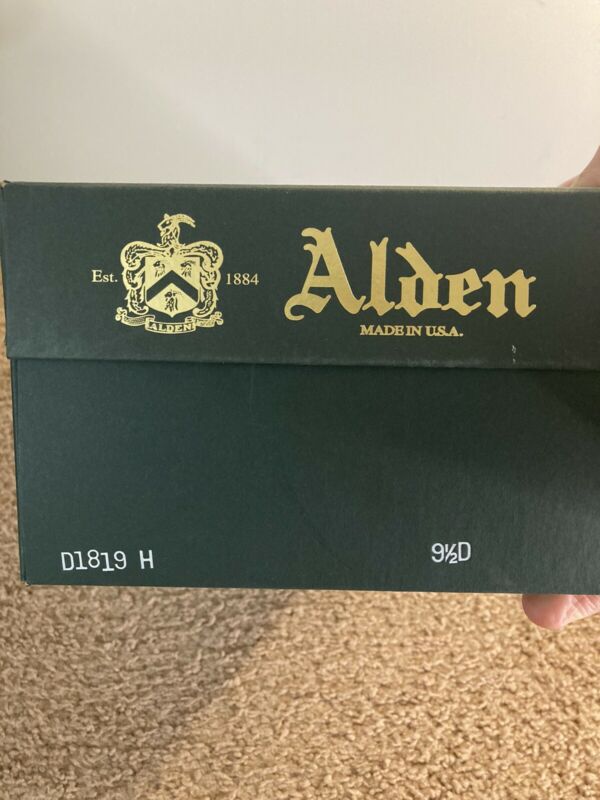 Est. 1884
ALDEN
Alden
MADE IN U.S.A.
D1819 H
9½D